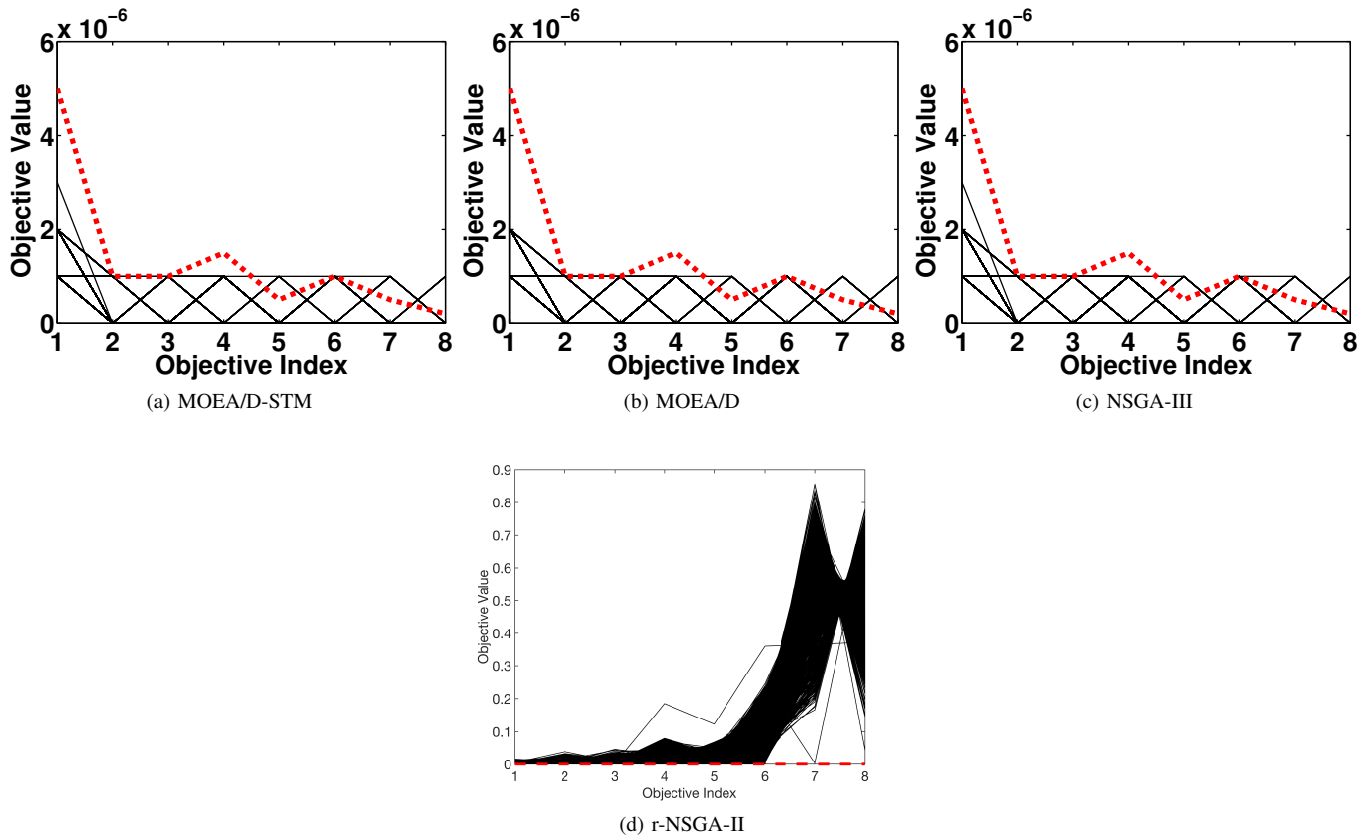 x 10⁻⁶
6
4
2
0
Objective Value
1 2 3 4 5 6 7 8
Objective Index
(a) MOEA/D-STM
x 10⁻⁶
6
4
2
0
Objective Value
1 2 3 4 5 6 7 8
Objective Index
(b) MOEA/D
x 10⁻⁶
6
4
2
0
Objective Value
1 2 3 4 5 6 7 8
Objective Index
(c) NSGA-III
0.9
0.8
0.7
0.6
0.5
0.4
0.3
0.2
0.1
0
Objective Value
1 2 3 4 5 6 7 8
Objective Index
(d) r-NSGA-II